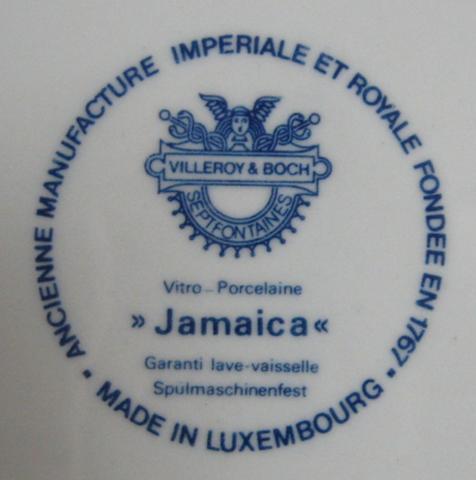 ANCIENNE MANUFACTURE IMPERIALE ET ROYALE FONDEE EN 1767
VILLEROY & BOCH
SEPTFONTAINES
Vitro-Porcelaine
»Jamaica«
Garanti lave-vaisselle
Spulmaschinenfest
• MADE IN LUXEMBOURG •